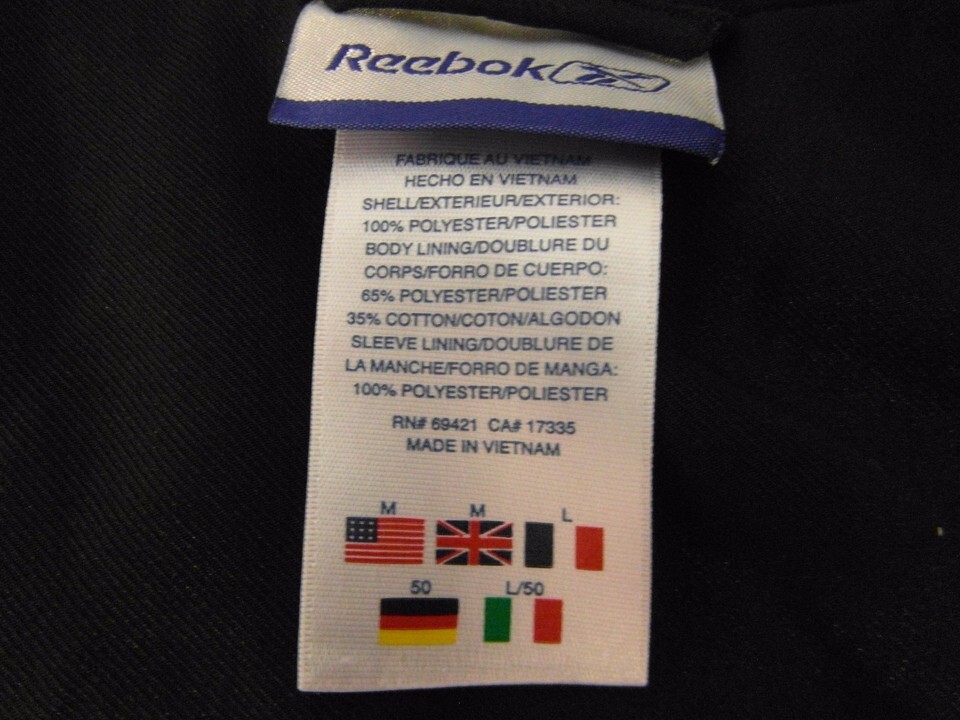 Reebok
FABRIQUE AU VIETNAM
HECHO EN VIETNAM
SHELL/EXTERIEUR/EXTERIOR:
100% POLYESTER/POLIESTER
BODY LINING/DOUBLURE DU
CORPS/FORRO DE CUERPO:
65% POLYESTER/POLIESTER
35% COTTON/COTON/ALGODON
SLEEVE LINING/DOUBLURE DE
LA MANCHE/FORRO DE MANGA:
100% POLYESTER/POLIESTER
RN# 69421 CA# 17335
MADE IN VIETNAM
M M L
50 L/50